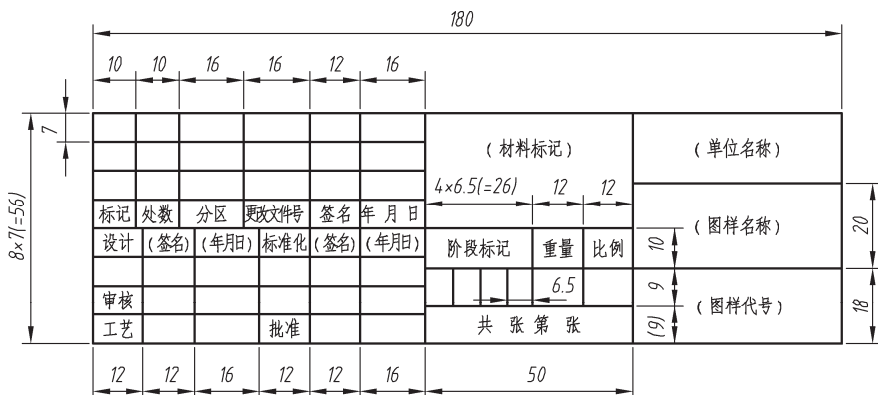 180
10 10 16 16 12 16
7
8×7(=56)
(材料标记)
(单位名称)
4×6.5(=26) 12 12
标记 处数 分区 更改文件号 签名 年 月 日
(图样名称)
20
设计 (签名) (年月日) 标准化 (签名) (年月日)
阶段标记 重量 比例
10
6.5
9
审核
(图样代号)
18
工艺 批准
共 张 第 张
(9)
12 12 16 12 12 16 50